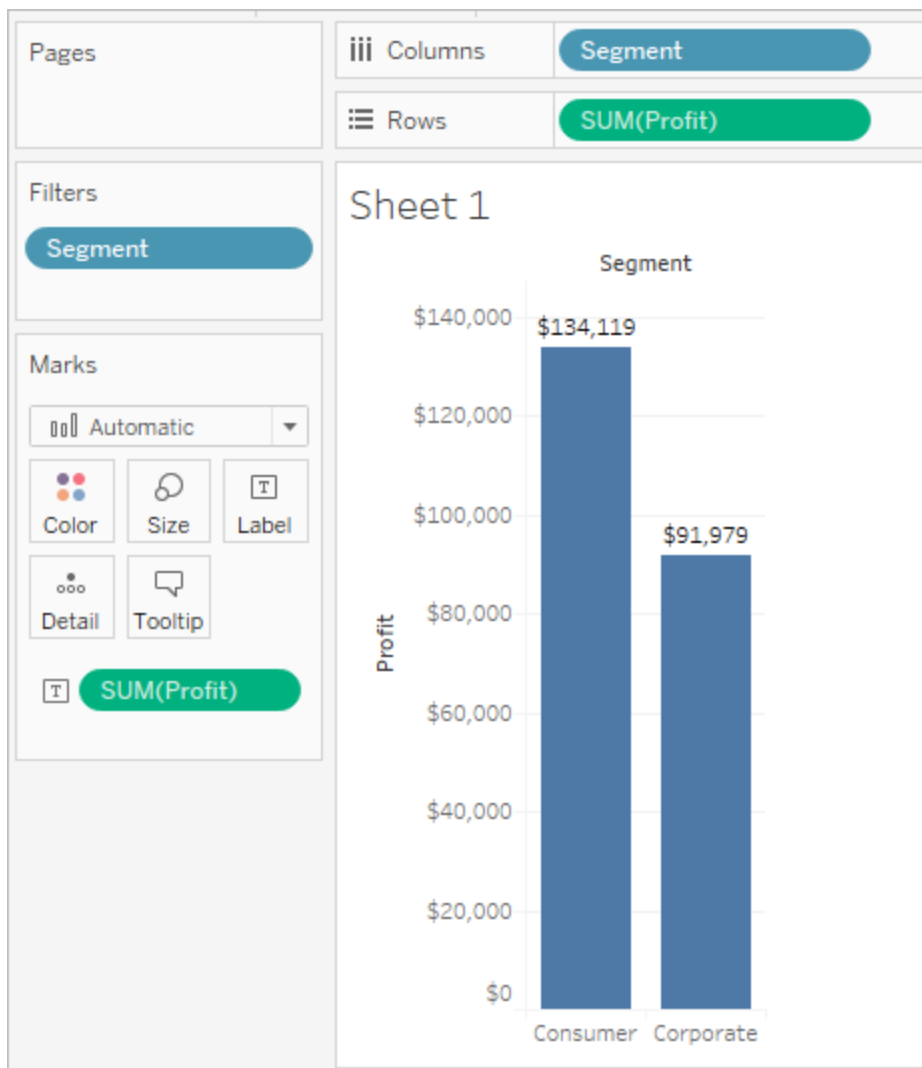 Pages
Columns
Segment
Rows
SUM(Profit)
Filters
Segment
Marks
Automatic
Color
Size
T
Label
Detail
Tooltip
T
SUM(Profit)
Sheet 1
Segment
$140,000
$134,119
$120,000
$100,000
$91,979
$80,000
Profit
$60,000
$40,000
$20,000
$0
Consumer Corporate